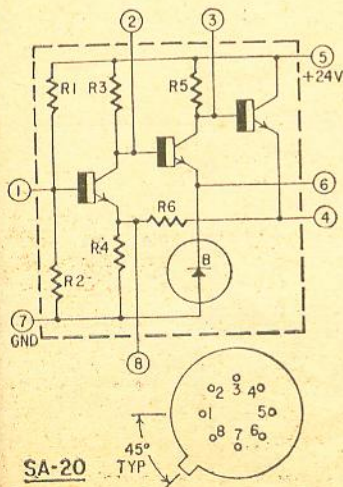 2 3
5
+24V
R1 R3 R5
1
R6
6
4
R4
B
R2
7
GND
8
2 3 4
1 5
8 7 6
45°
TYP
SA-20